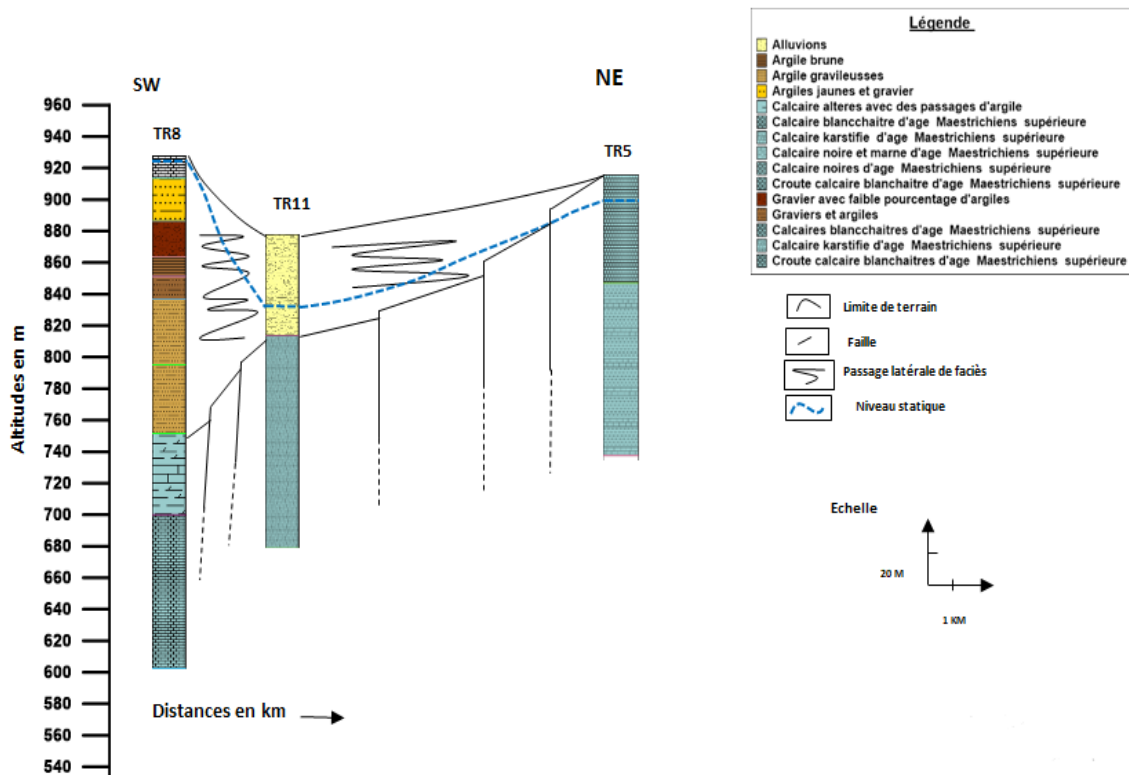 Légende
Alluvions
Argile brune
Argile gravileusses
Argiles jaunes et gravier
Calcaire alteres avec des passages d'argile
Calcaire blancchaitre d'age Maestrichiens supérieure
Calcaire karstifie d'age Maestrichiens supérieure
Calcaire noire et marne d'age Maestrichiens supérieure
Calcaire noires d'age Maestrichiens supérieure
Croute calcaire blanchaitre d'age Maestrichiens supérieure
Gravier avec faible pourcentage d'argiles
Graviers et argiles
Calcaires blancchaitres d'age Maestrichiens supérieure
Calcaire karstifie d'age Maestrichiens supérieure
Croute calcaire blanchaitres d'age Maestrichiens supérieure
SW
NE
TR8
TR11
TR5
Altitudes en m
960
940
920
900
880
860
840
820
800
780
760
740
720
700
680
660
640
620
600
580
560
540
Distances en km
Limite de terrain
Faille
Passage latérale de faciès
Niveau statique
Echelle
20 M
1 KM